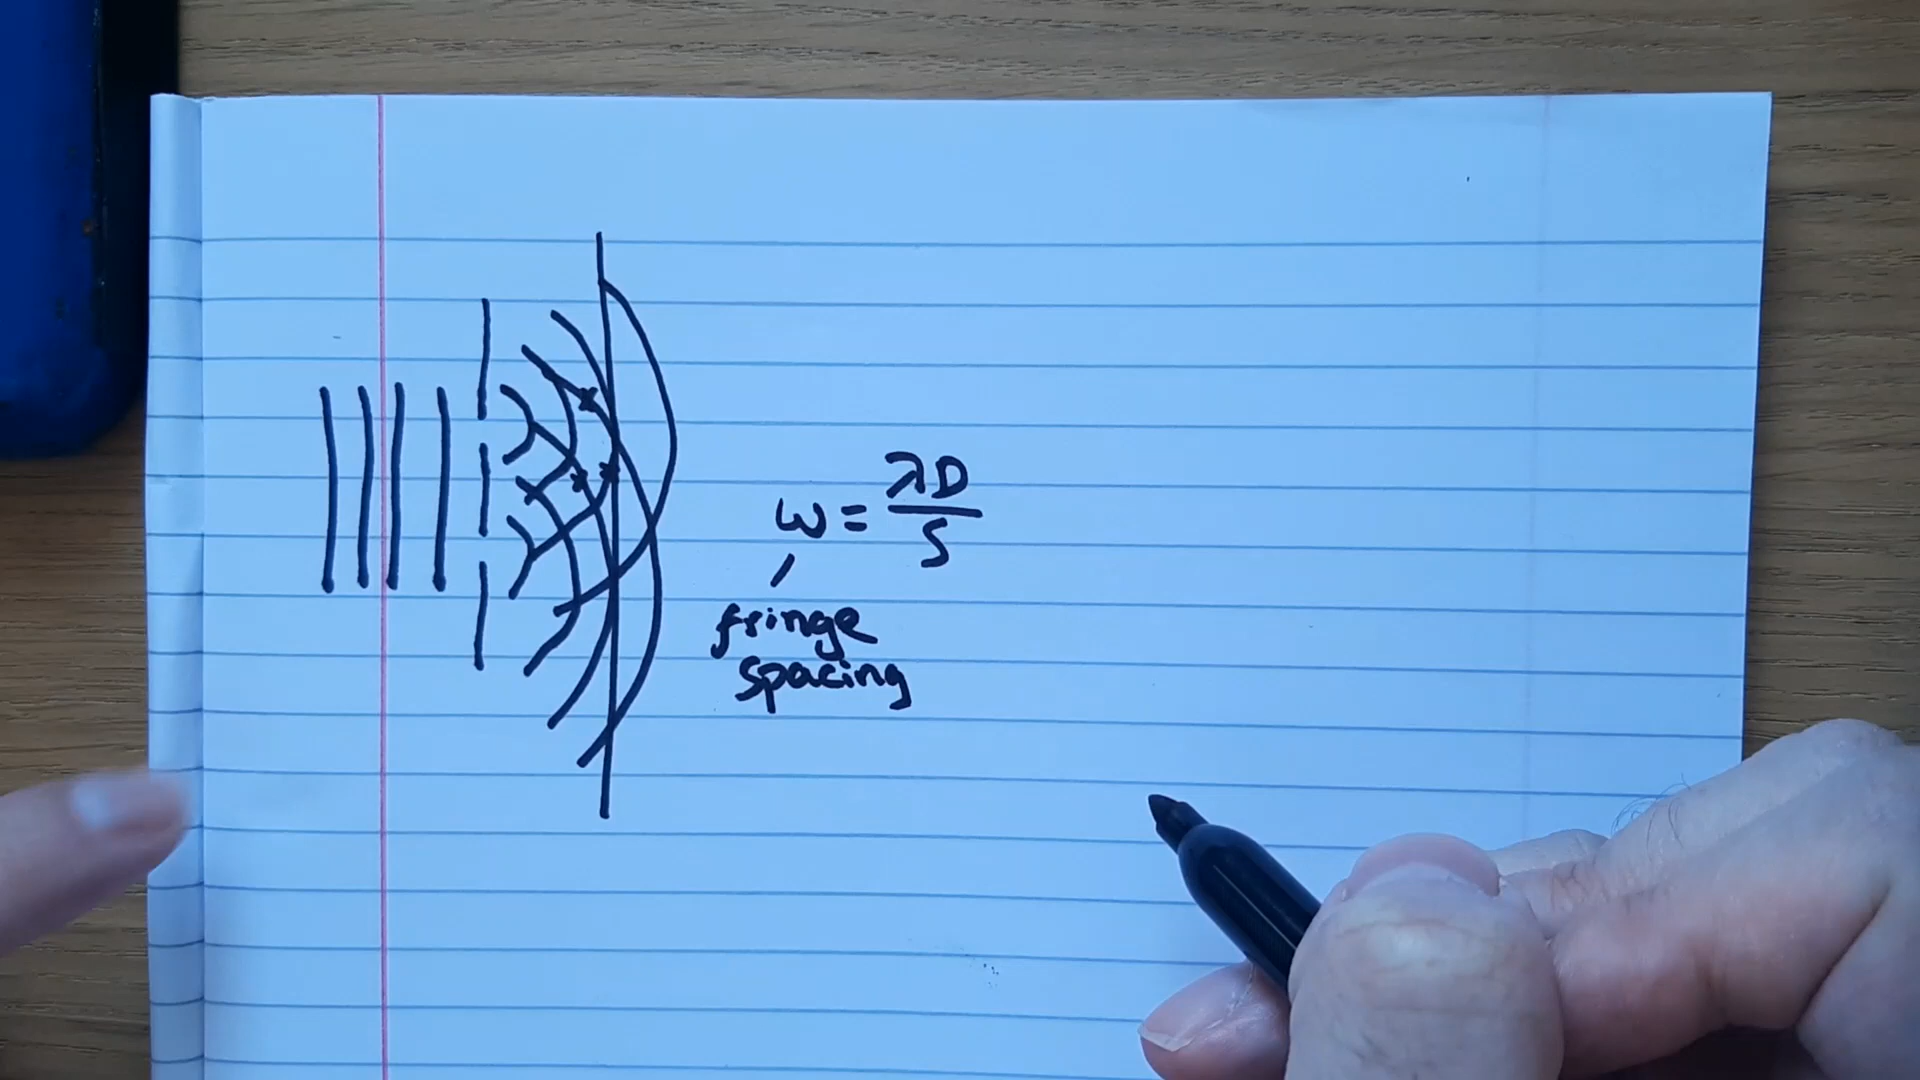 w = λD/s
fringe
spacing